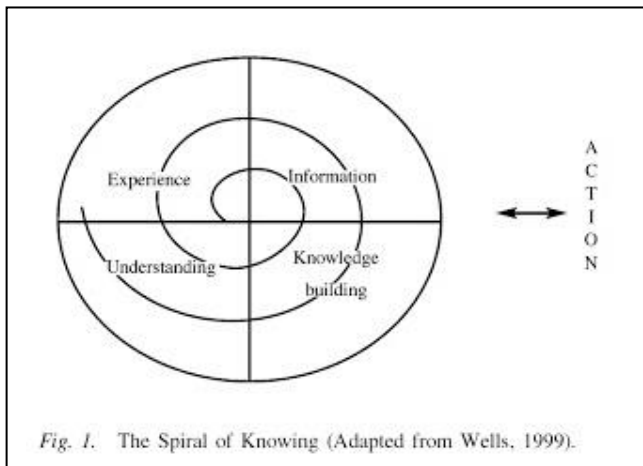 Experience
Information
Understanding
Knowledge
building
A
C
T
I
O
N
Fig. 1. The Spiral of Knowing (Adapted from Wells, 1999).